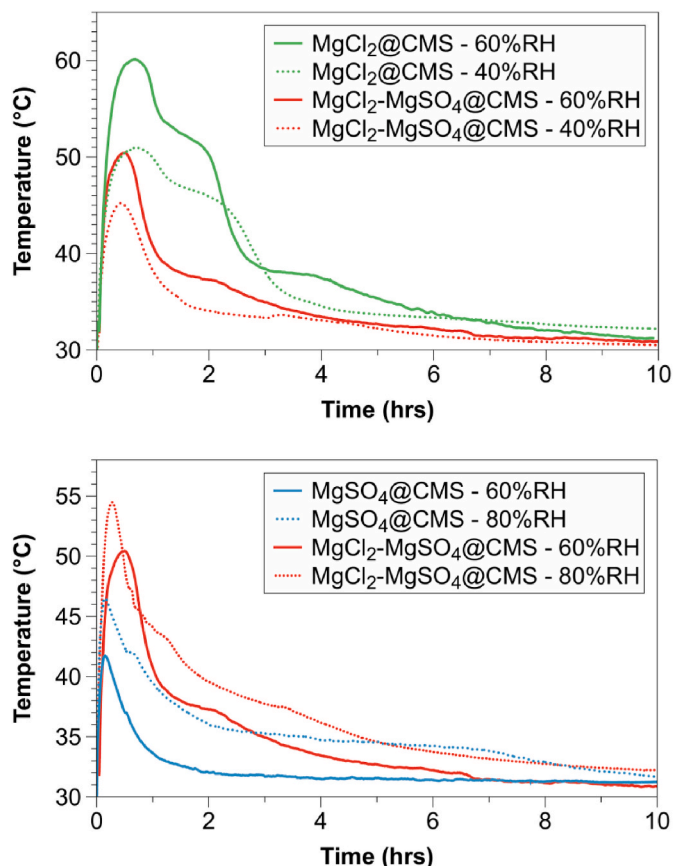 MgCl₂@CMS - 60%RH
MgCl₂@CMS - 40%RH
MgCl₂-MgSO₄@CMS - 60%RH
MgCl₂-MgSO₄@CMS - 40%RH
Temperature (°C)
60
50
40
30
0
2
4
6
8
10
Time (hrs)
MgSO₄@CMS - 60%RH
MgSO₄@CMS - 80%RH
MgCl₂-MgSO₄@CMS - 60%RH
MgCl₂-MgSO₄@CMS - 80%RH
Temperature (°C)
55
50
45
40
35
30
0
2
4
6
8
10
Time (hrs)